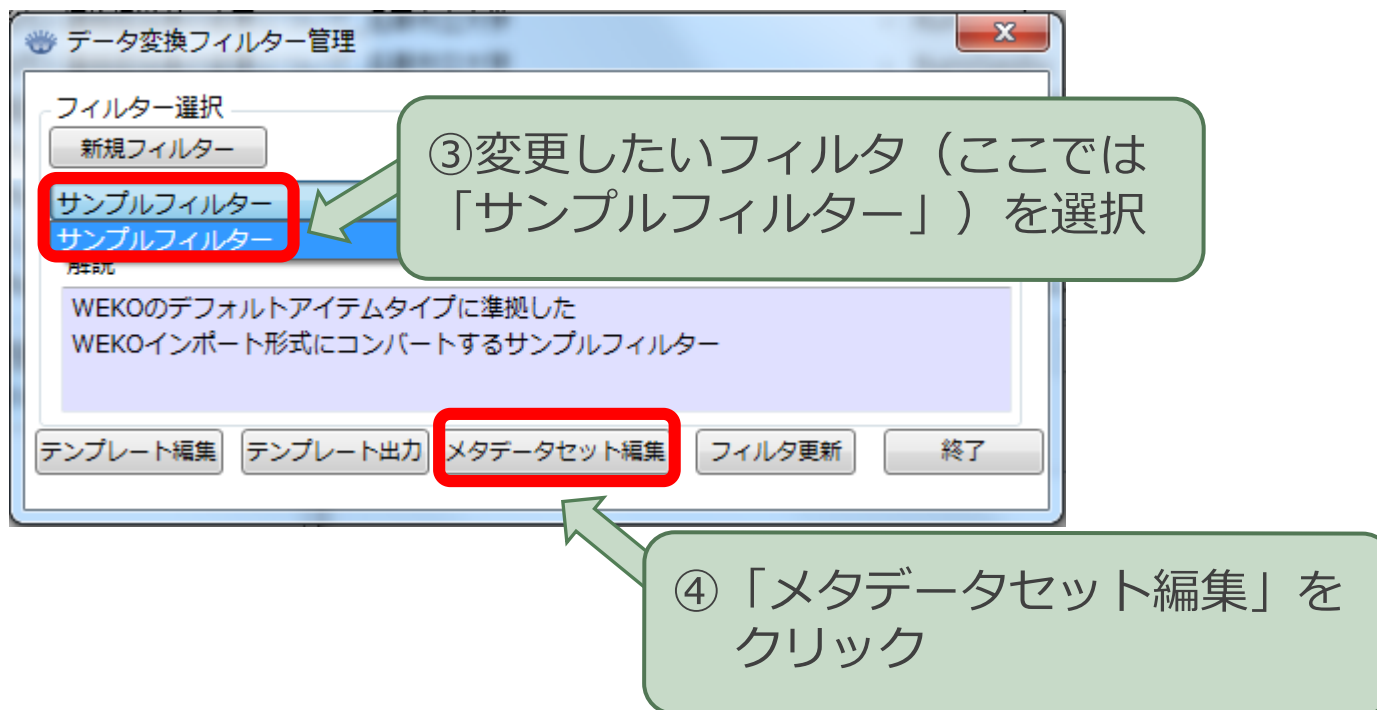 データ変換フィルター管理
フィルター選択
新規フィルター
サンプルフィルター
サンプルフィルター
③変更したいフィルタ（ここでは
「サンプルフィルター」）を選択
解説
WEKOのデフォルトアイテムタイプに準拠した
WEKOインポート形式にコンバートするサンプルフィルター
テンプレート編集 テンプレート出力 メタデータセット編集 フィルタ更新 終了
④「メタデータセット編集」を
クリック